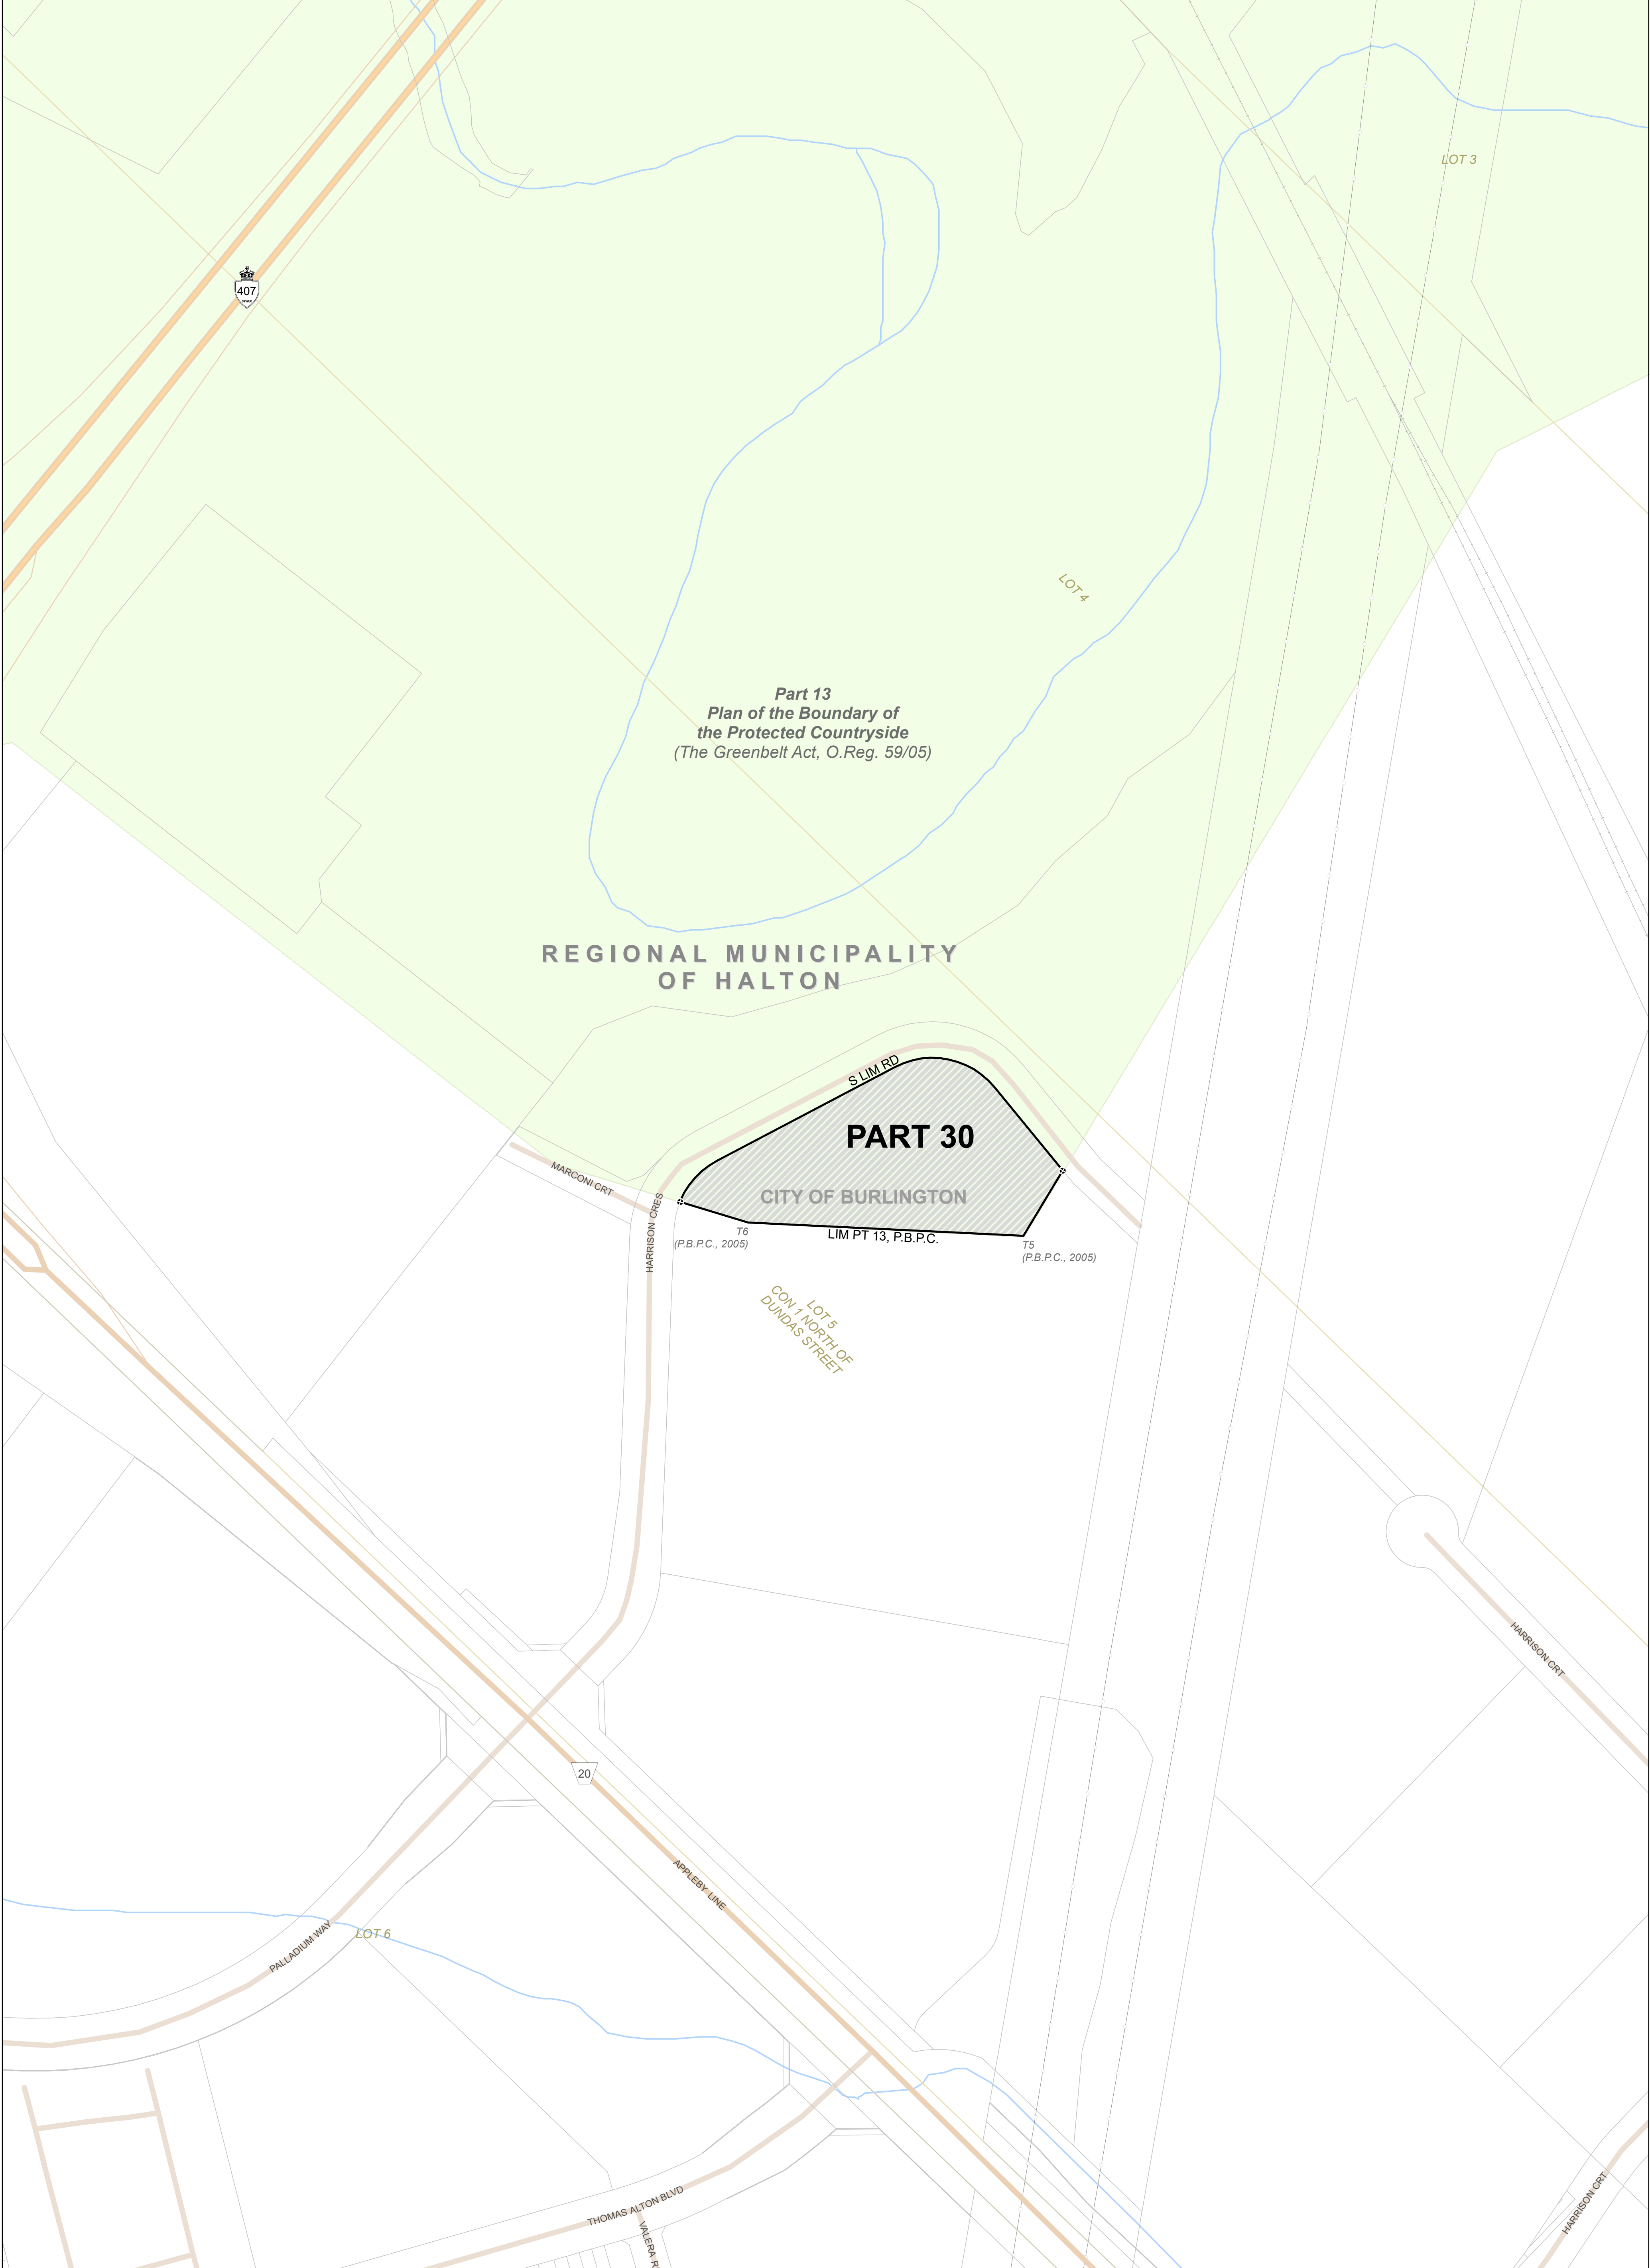 LOT 3
407
LOT 4
Part 13
Plan of the Boundary of
the Protected Countryside
(The Greenbelt Act, O.Reg. 59/05)
REGIONAL MUNICIPALITY
OF HALTON
S LIM RD
PART 30
MARCONI CRT
CITY OF BURLINGTON
HARRISON CRES
T6
(P.B.P.C., 2005)
LIM PT 13, P.B.P.C.
T5
(P.B.P.C., 2005)
LOT 5
CON 1 NORTH OF
DUNDAS STREET
HARRISON CRT
20
APPLEBY LINE
PALLADIUM WAY
LOT 6
THOMAS ALTON BLVD
VALERA R
HARRISON CRT